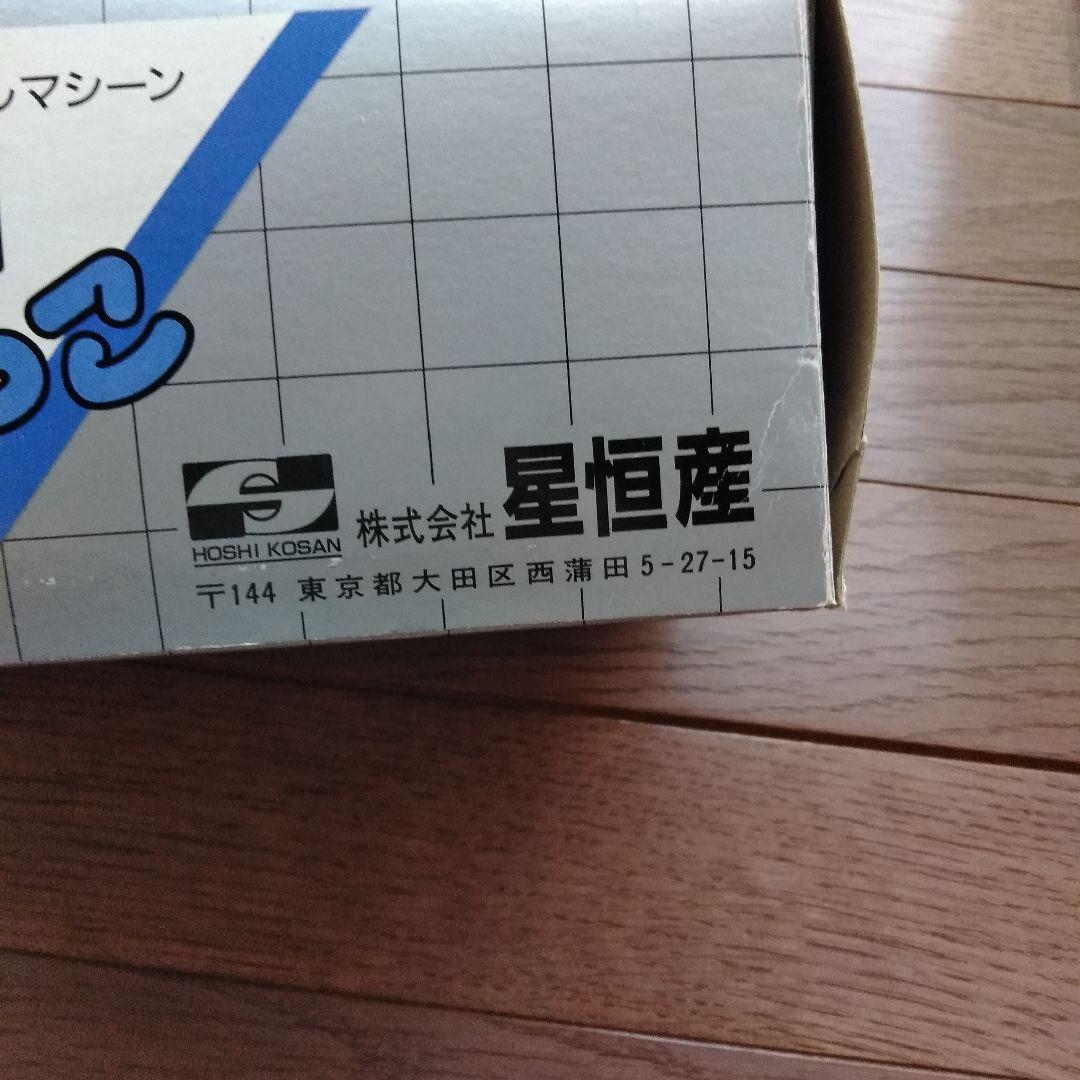 マシーン
こ
HOSHI KOSAN
株式会社 星恒産
〒144 東京都大田区西蒲田5-27-15